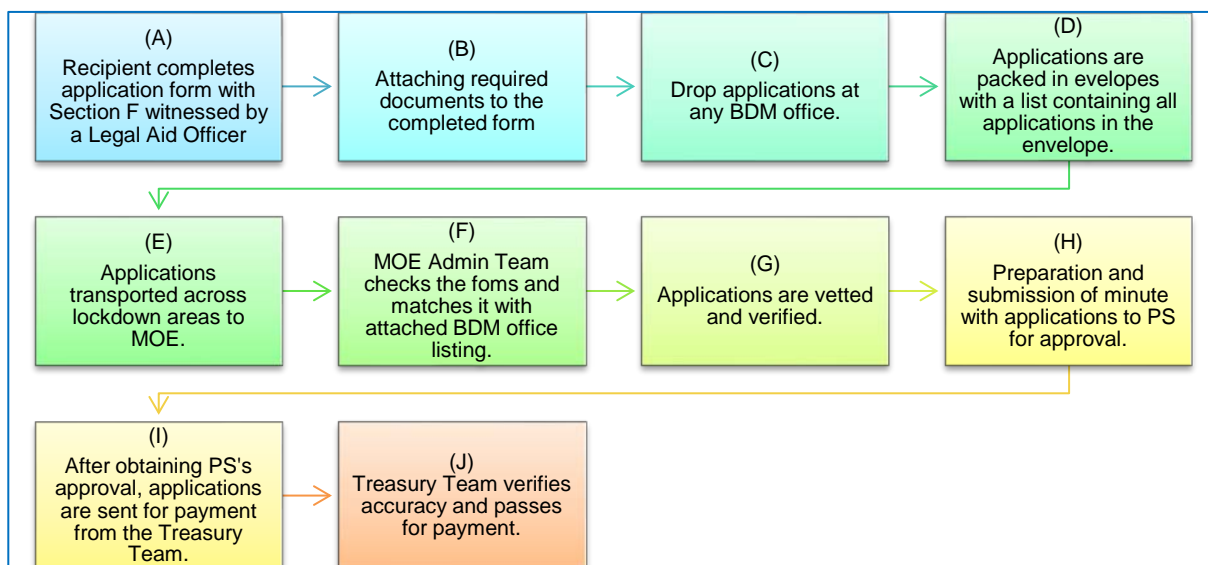 (A)
Recipient completes
application form with
Section F witnessed by
a Legal Aid Officer
(B)
Attaching required
documents to the
completed form
(C)
Drop applications at
any BDM office.
(D)
Applications are
packed in evelopes
with a list containing all
applications in the
envelope.
(E)
Applications
transported across
lockdown areas to
MOE.
(F)
MOE Admin Team
checks the foms and
matches it with
attached BDM office
listing.
(G)
Applications are vetted
and verified.
(H)
Preparation and
submission of minute
with applications to PS
for approval.
(I)
After obtaining PS's
approval, applications
are sent for payment
from the Treasury
Team.
(J)
Treasury Team verifies
accuracy and passes
for payment.